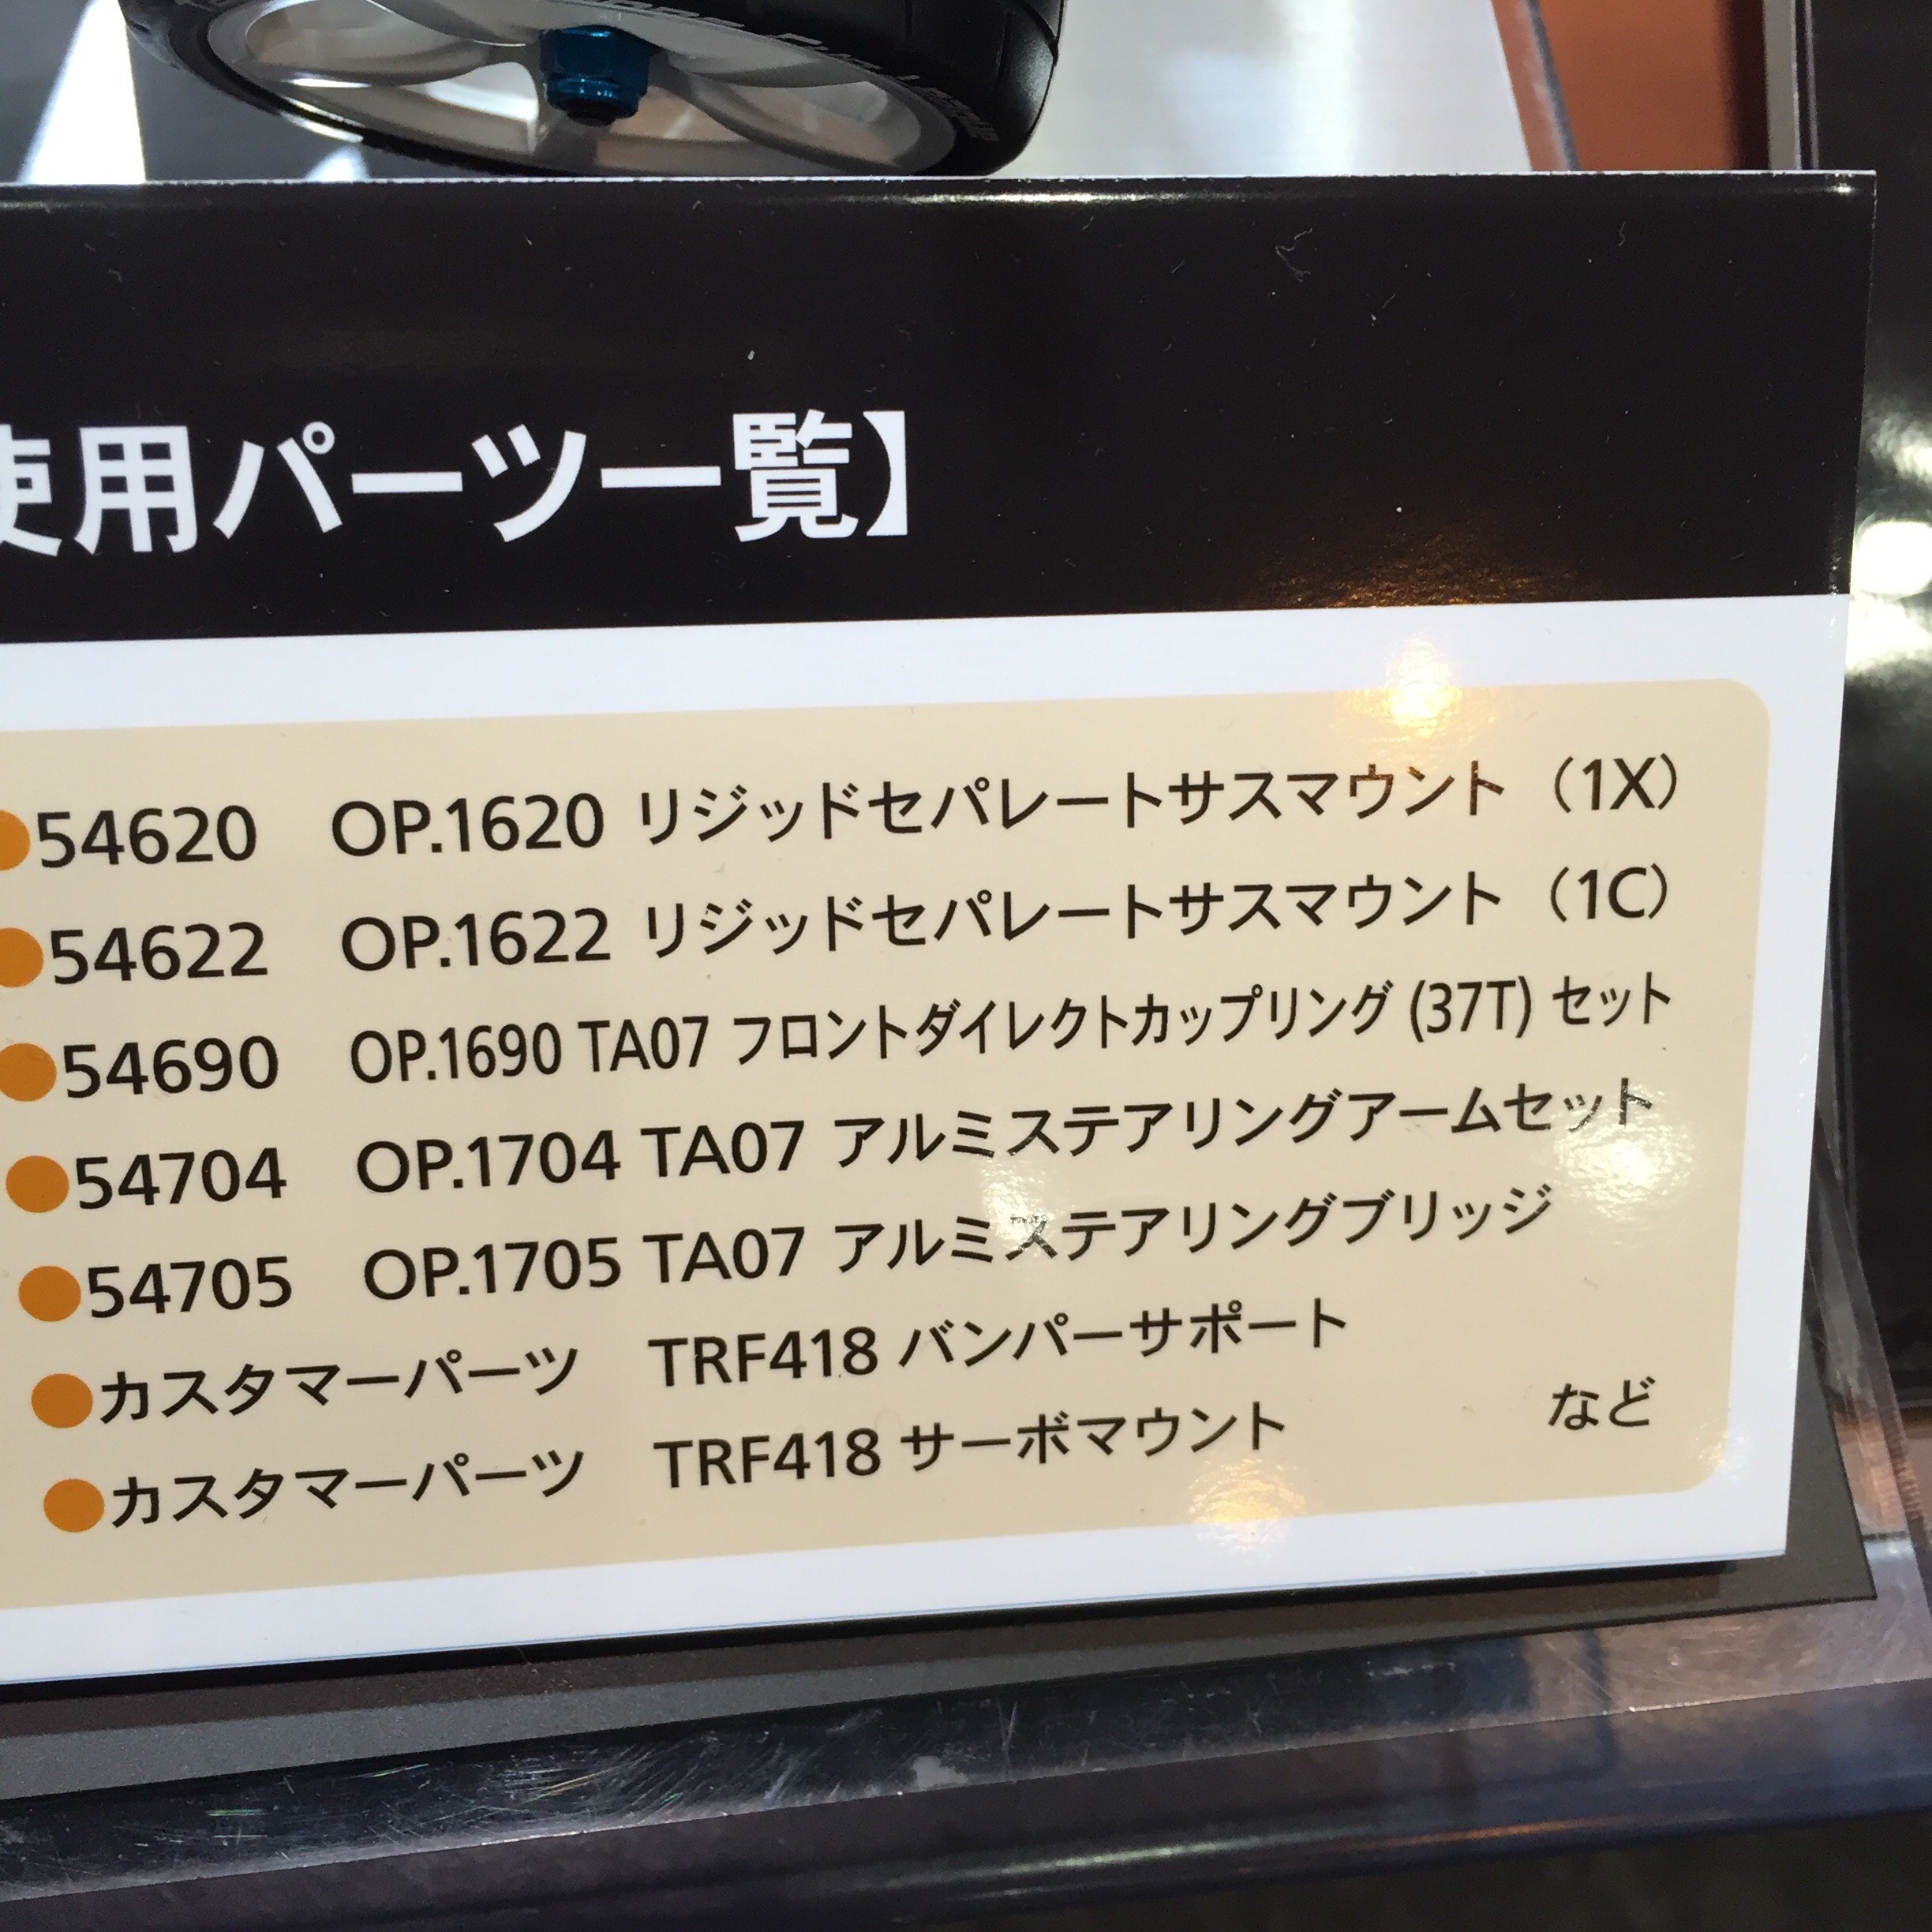 使用パーツ一覧】
●54620 OP.1620 リジッドセパレートサスマウント（1X）
●54622 OP.1622 リジッドセパレートサスマウント（1C）
●54690 OP.1690 TA07 フロントダイレクトカップリング (37T) セット
●54704 OP.1704 TA07 アルミステアリングアームセット
●54705 OP.1705 TA07 アルミステアリングブリッジ
●カスタマーパーツ TRF418 バンパーサポート
●カスタマーパーツ TRF418 サーボマウント など